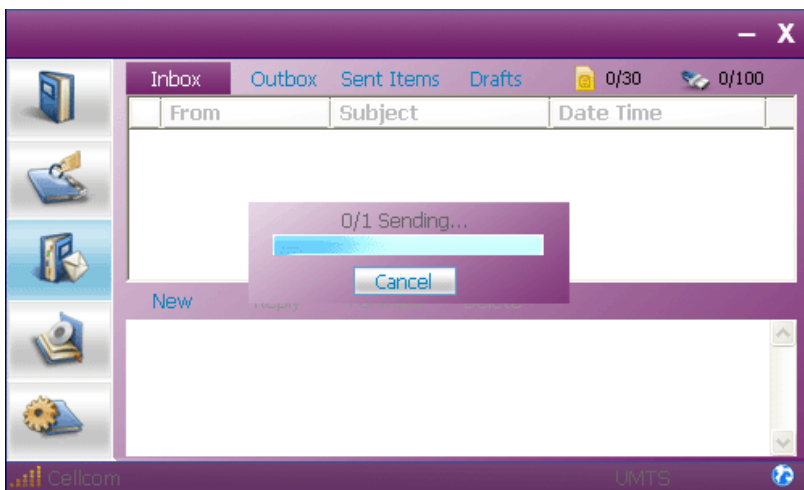 – X
Inbox Outbox Sent Items Drafts 0/30 0/100
From Subject Date Time
0/1 Sending...
Cancel
New
Cellcom UMTS